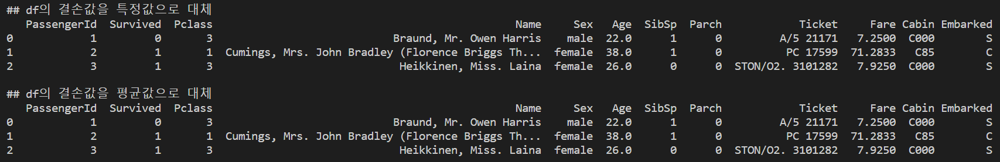 ## df의 결손값을 특정값으로 대체
PassengerId Survived Pclass Name Sex Age SibSp Parch Ticket Fare Cabin Embarked
0 1 0 3 Braund, Mr. Owen Harris male 22.0 1 0 A/5 21171 7.2500 C000 S
1 2 1 1 Cumings, Mrs. John Bradley (Florence Briggs Th... female 38.0 1 0 PC 17599 71.2833 C85 C
2 3 1 3 Heikkinen, Miss. Laina female 26.0 0 0 STON/O2. 3101282 7.9250 C000 S
## df의 결손값을 평균값으로 대체
PassengerId Survived Pclass Name Sex Age SibSp Parch Ticket Fare Cabin Embarked
0 1 0 3 Braund, Mr. Owen Harris male 22.0 1 0 A/5 21171 7.2500 C000 S
1 2 1 1 Cumings, Mrs. John Bradley (Florence Briggs Th... female 38.0 1 0 PC 17599 71.2833 C85 C
2 3 1 3 Heikkinen, Miss. Laina female 26.0 0 0 STON/O2. 3101282 7.9250 C000 S